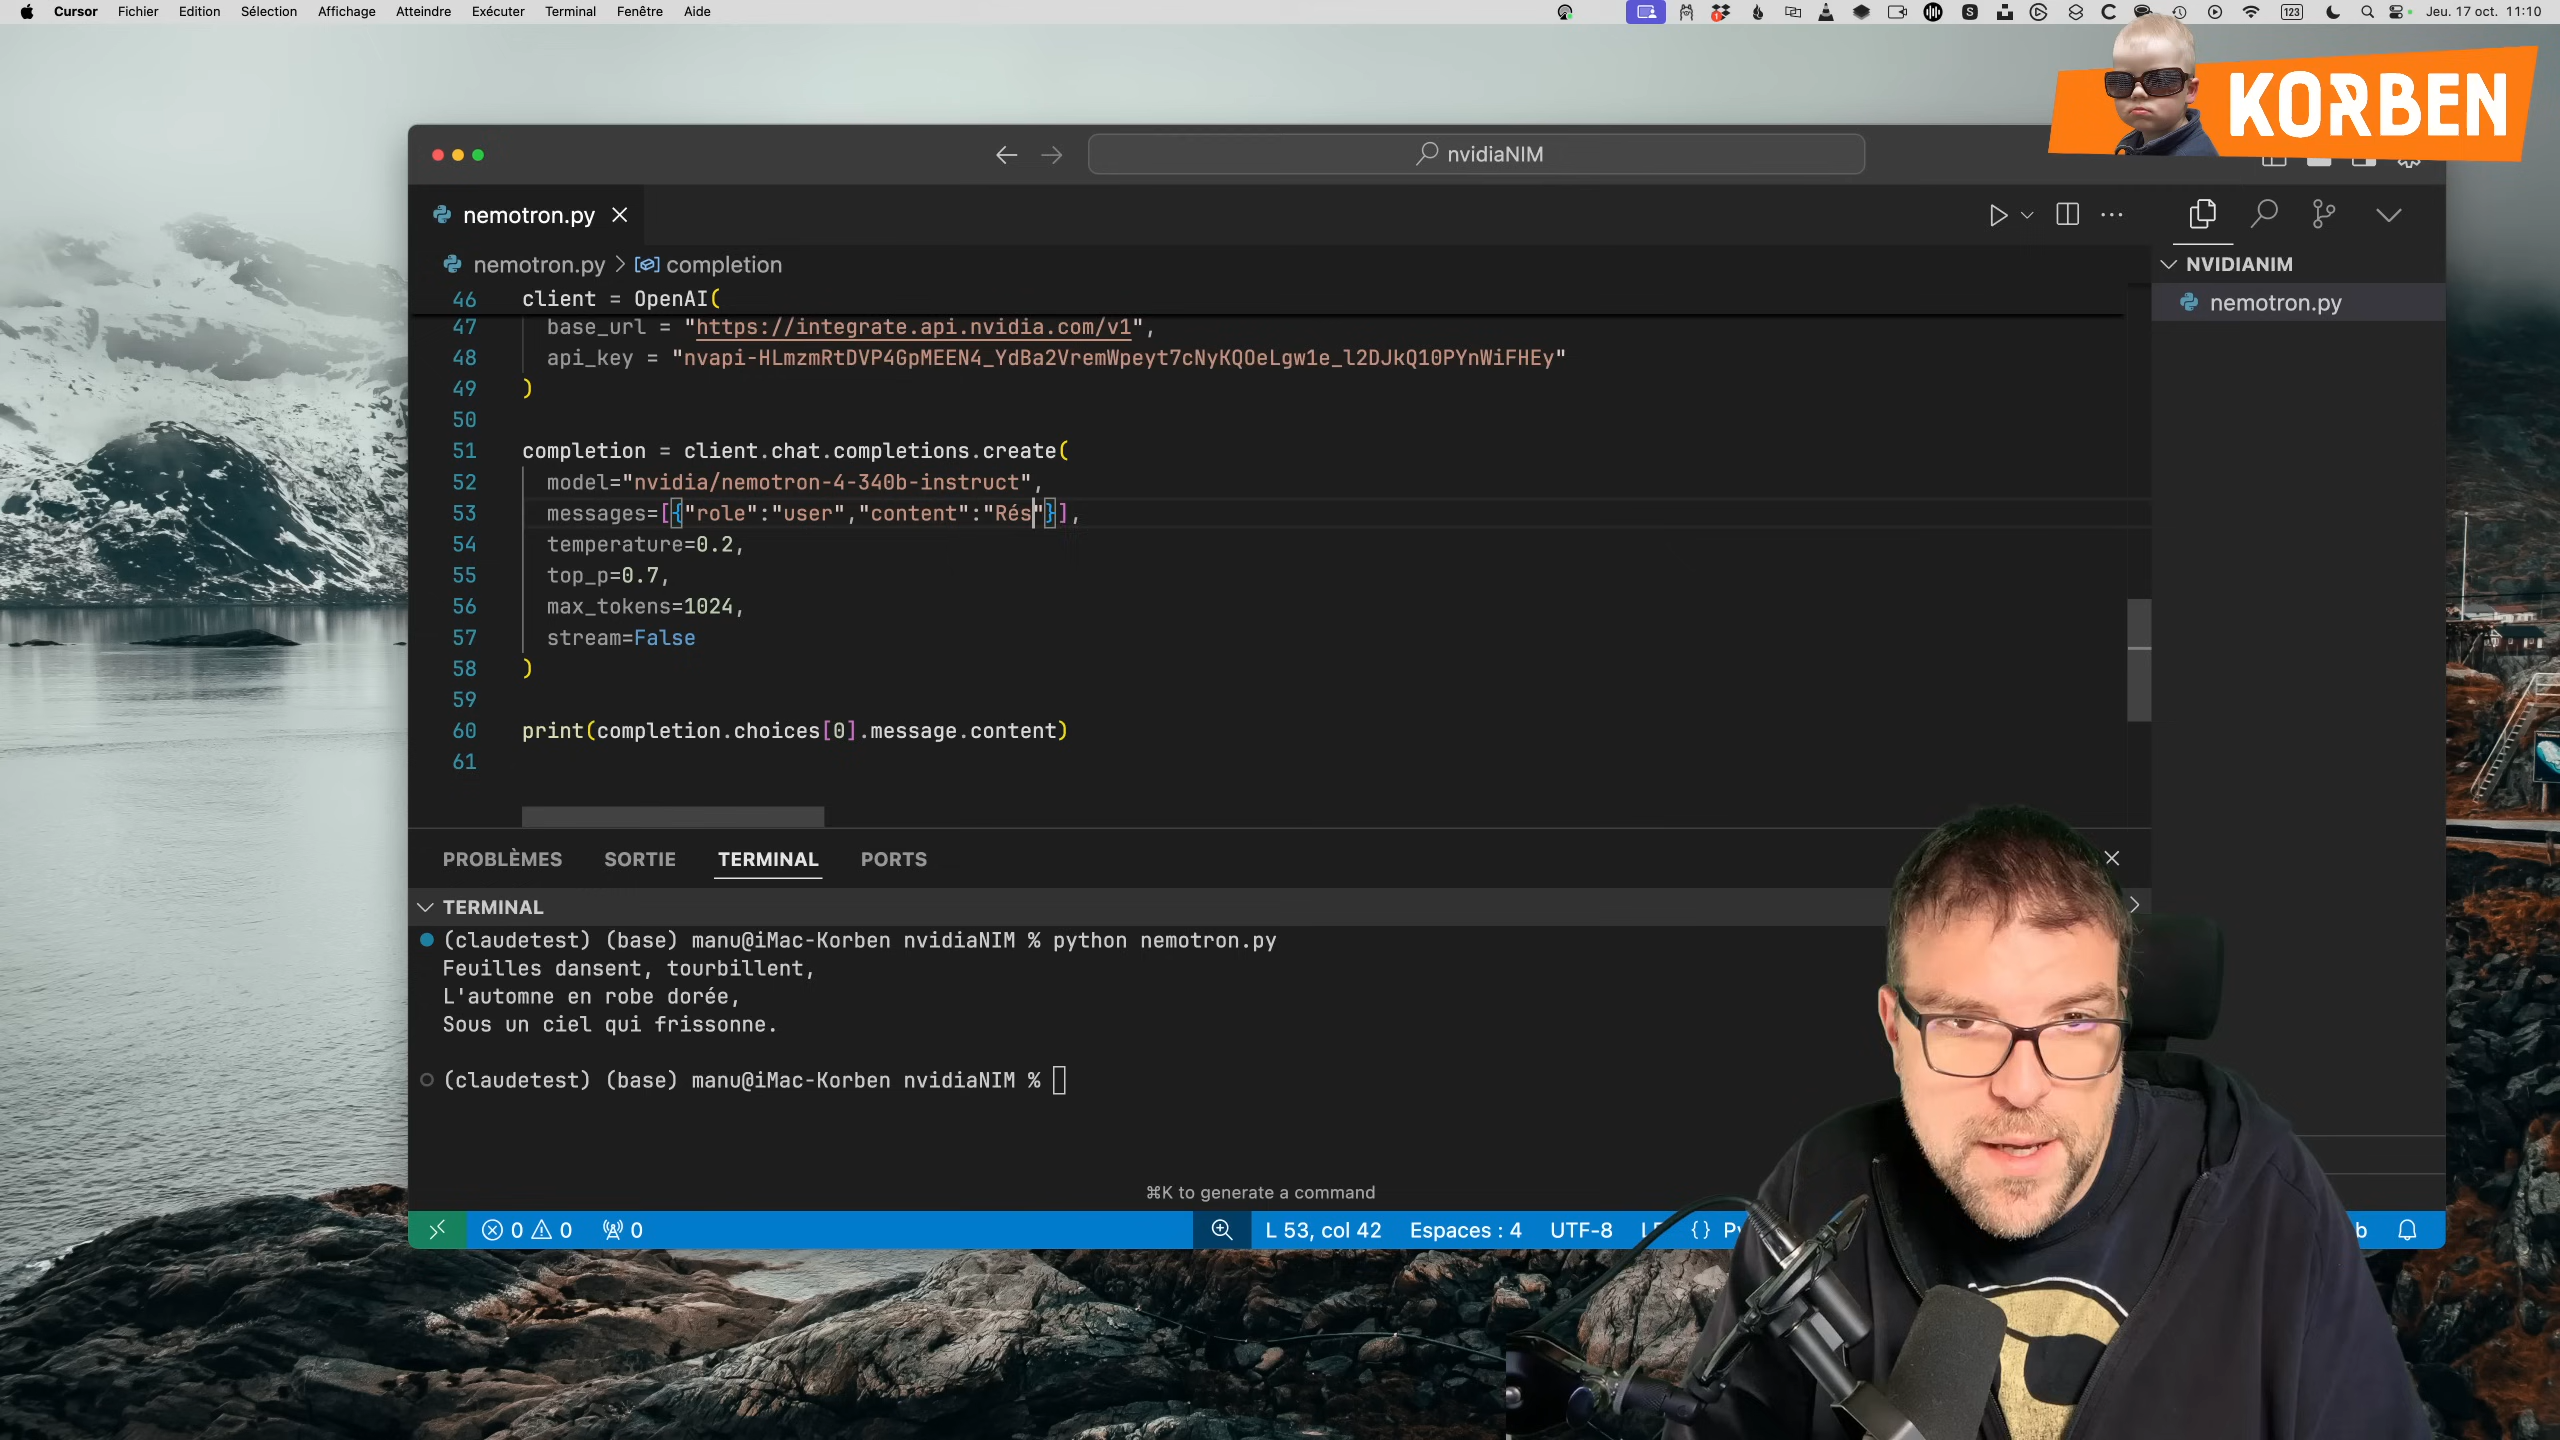 Cursor Fichier Edition Sélection Affichage Atteindre Exécuter Terminal Fenêtre Aide
123 Jeu. 17 oct. 11:10
KORBEN
nvidiaNIM
nemotron.py
nemotron.py > completion
NVIDIANIM
nemotron.py
46 client = OpenAI(
47 base_url = "https://integrate.api.nvidia.com/v1",
48 api_key = "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"
49 )
50
51 completion = client.chat.completions.create(
52 model="nvidia/nemotron-4-340b-instruct",
53 messages=[{"role":"user","content":"Rés"}],
54 temperature=0.2,
55 top_p=0.7,
56 max_tokens=1024,
57 stream=False
58 )
59
60 print(completion.choices[0].message.content)
61
PROBLÈMES SORTIE TERMINAL PORTS
TERMINAL
(claudetest) (base) manu@iMac-Korben nvidiaNIM % python nemotron.py
Feuilles dansent, tourbillent,
L'automne en robe dorée,
Sous un ciel qui frissonne.
(claudetest) (base) manu@iMac-Korben nvidiaNIM %
⌘K to generate a command
0 0 0 L 53, col 42 Espaces : 4 UTF-8 {} Py b